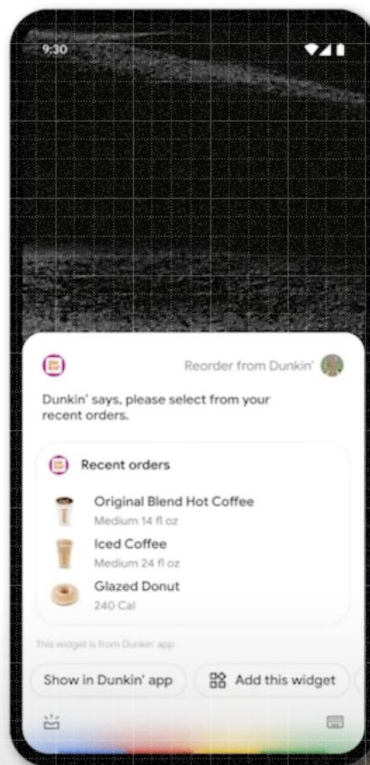 9:30
Reorder from Dunkin'
Dunkin' says, please select from your
recent orders.
Recent orders
Original Blend Hot Coffee
Medium 14 fl oz
Iced Coffee
Medium 24 fl oz
Glazed Donut
240 Cal
This widget is from Dunkin' app
Show in Dunkin' app
Add this widget